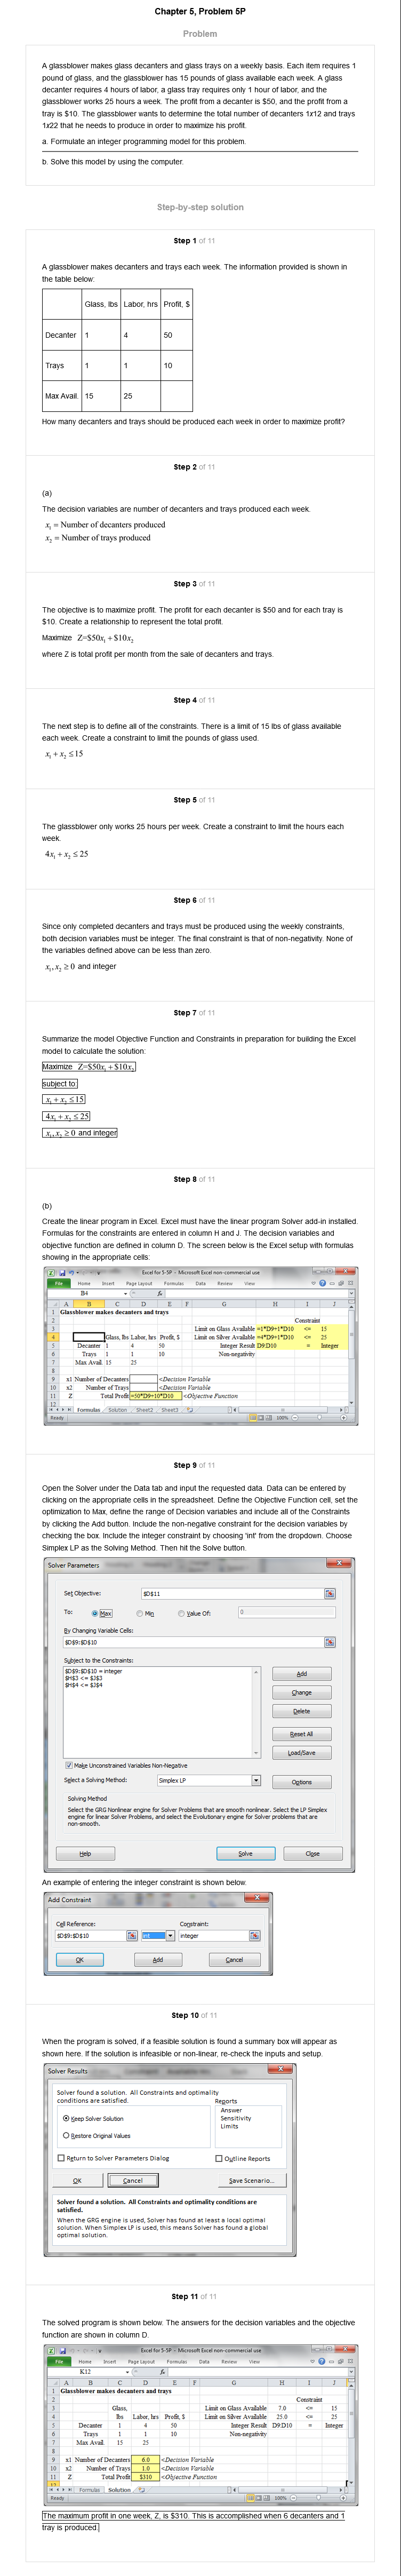 Chapter 5, Problem 5P
Problem
A glassblower makes glass decanters and glass trays on a weekly basis. Each item requires 1
pound of glass, and the glassblower has 15 pounds of glass available each week. A glass
decanter requires 4 hours of labor, a glass tray requires only 1 hour of labor, and the
glassblower works 25 hours a week. The profit from a decanter is $50, and the profit from a
tray is $10. The glassblower wants to determine the total number of decanters 1x12 and trays
1x22 that he needs to produce in order to maximize his profit.
a. Formulate an integer programming model for this problem.
b. Solve this model by using the computer.
Step-by-step solution
Step 1 of 11
A glassblower makes decanters and trays each week. The information provided is shown in
the table below:
Glass, lbs Labor, hrs Profit, $
Decanter 1 4 50
Trays 1 1 10
Max Avail. 15 25
How many decanters and trays should be produced each week in order to maximize profit?
Step 2 of 11
(a)
The decision variables are number of decanters and trays produced each week.
x₁ = Number of decanters produced
x₂ = Number of trays produced
Step 3 of 11
The objective is to maximize profit. The profit for each decanter is $50 and for each tray is
$10. Create a relationship to represent the total profit.
Maximize Z=$50x₁ + $10x₂
where Z is total profit per month from the sale of decanters and trays.
Step 4 of 11
The next step is to define all of the constraints. There is a limit of 15 lbs of glass available
each week. Create a constraint to limit the pounds of glass used.
x₁ + x₂ ≤ 15
Step 5 of 11
The glassblower only works 25 hours per week. Create a constraint to limit the hours each
week.
4x₁ + x₂ ≤ 25
Step 6 of 11
Since only completed decanters and trays must be produced using the weekly constraints,
both decision variables must be integer. The final constraint is that of non-negativity. None of
the variables defined above can be less than zero.
x₁, x₂ ≥ 0 and integer
Step 7 of 11
Summarize the model Objective Function and Constraints in preparation for building the Excel
model to calculate the solution:
Maximize Z=$50x₁ + $10x₂
subject to:
x₁ + x₂ ≤ 15
4x₁ + x₂ ≤ 25
x₁, x₂ ≥ 0 and integer
Step 8 of 11
(b)
Create the linear program in Excel. Excel must have the linear program Solver add-in installed.
Formulas for the constraints are entered in column H and J. The decision variables and
objective function are defined in column D. The screen below is the Excel setup with formulas
showing in the appropriate cells:
Excel for 5-5P - Microsoft Excel non-commercial use
File Home Insert Page Layout Formulas Data Review View
B4 fx
A B C D E F G H I J
1 Glassblower makes decanters and trays
2 Constraint
3 Limit on Glass Available =1*D9+1*D10 <= 15
4 Glass, lbs Labor, hrs Profit, $ Limit on Silver Available =4*D9+1*D10 <= 25
5 Decanter 1 4 50 Integer Result D9:D10 = Integer
6 Trays 1 1 10 Non-negativity
7 Max Avail. 15 25
8
9 x1 Number of Decanters <Decision Variable
10 x2 Number of Trays <Decision Variable
11 Z Total Profit =50*D9+10*D10 <Objective Function
12
Formulas Solution Sheet2 Sheet3
Ready 100%
Step 9 of 11
Open the Solver under the Data tab and input the requested data. Data can be entered by
clicking on the appropriate cells in the spreadsheet. Define the Objective Function cell, set the
optimization to Max, define the range of Decision variables and include all of the Constraints
by clicking the Add button. Include the non-negative constraint for the decision variables by
checking the box. Include the integer constraint by choosing 'int' from the dropdown. Choose
Simplex LP as the Solving Method. Then hit the Solve button.
Solver Parameters
Set Objective: $D$11
To: Max Min Value Of: 0
By Changing Variable Cells:
$D$9:$D$10
Subject to the Constraints:
$D$9:$D$10 = integer
$H$3 <= $J$3
$H$4 <= $J$4
Add
Change
Delete
Reset All
Load/Save
Make Unconstrained Variables Non-Negative
Select a Solving Method: Simplex LP Options
Solving Method
Select the GRG Nonlinear engine for Solver Problems that are smooth nonlinear. Select the LP Simplex
engine for linear Solver Problems, and select the Evolutionary engine for Solver problems that are
non-smooth.
Help Solve Close
An example of entering the integer constraint is shown below.
Add Constraint
Cell Reference: Constraint:
$D$9:$D$10 int integer
OK Add Cancel
Step 10 of 11
When the program is solved, if a feasible solution is found a summary box will appear as
shown here. If the solution is infeasible or non-linear, re-check the inputs and setup.
Solver Results
Solver found a solution. All Constraints and optimality
conditions are satisfied.
Reports
Answer
Sensitivity
Limits
Keep Solver Solution
Restore Original Values
Return to Solver Parameters Dialog Outline Reports
OK Cancel Save Scenario...
Solver found a solution. All Constraints and optimality conditions are
satisfied.
When the GRG engine is used, Solver has found at least a local optimal
solution. When Simplex LP is used, this means Solver has found a global
optimal solution.
Step 11 of 11
The solved program is shown below. The answers for the decision variables and the objective
function are shown in column D.
Excel for 5-5P - Microsoft Excel non-commercial use
File Home Insert Page Layout Formulas Data Review View
K12 fx
A B C D E F G H I J
1 Glassblower makes decanters and trays
2 Constraint
3 Glass, Limit on Glass Available 7.0 <= 15
4 lbs Labor, hrs Profit, $ Limit on Silver Available 25.0 <= 25
5 Decanter 1 4 50 Integer Result D9:D10 = Integer
6 Trays 1 1 10 Non-negativity
7 Max Avail. 15 25
8
9 x1 Number of Decanters 6.0 <Decision Variable
10 x2 Number of Trays 1.0 <Decision Variable
11 Z Total Profit $310 <Objective Function
Formulas Solution
Ready 100%
The maximum profit in one week, Z, is $310. This is accomplished when 6 decanters and 1
tray is produced.